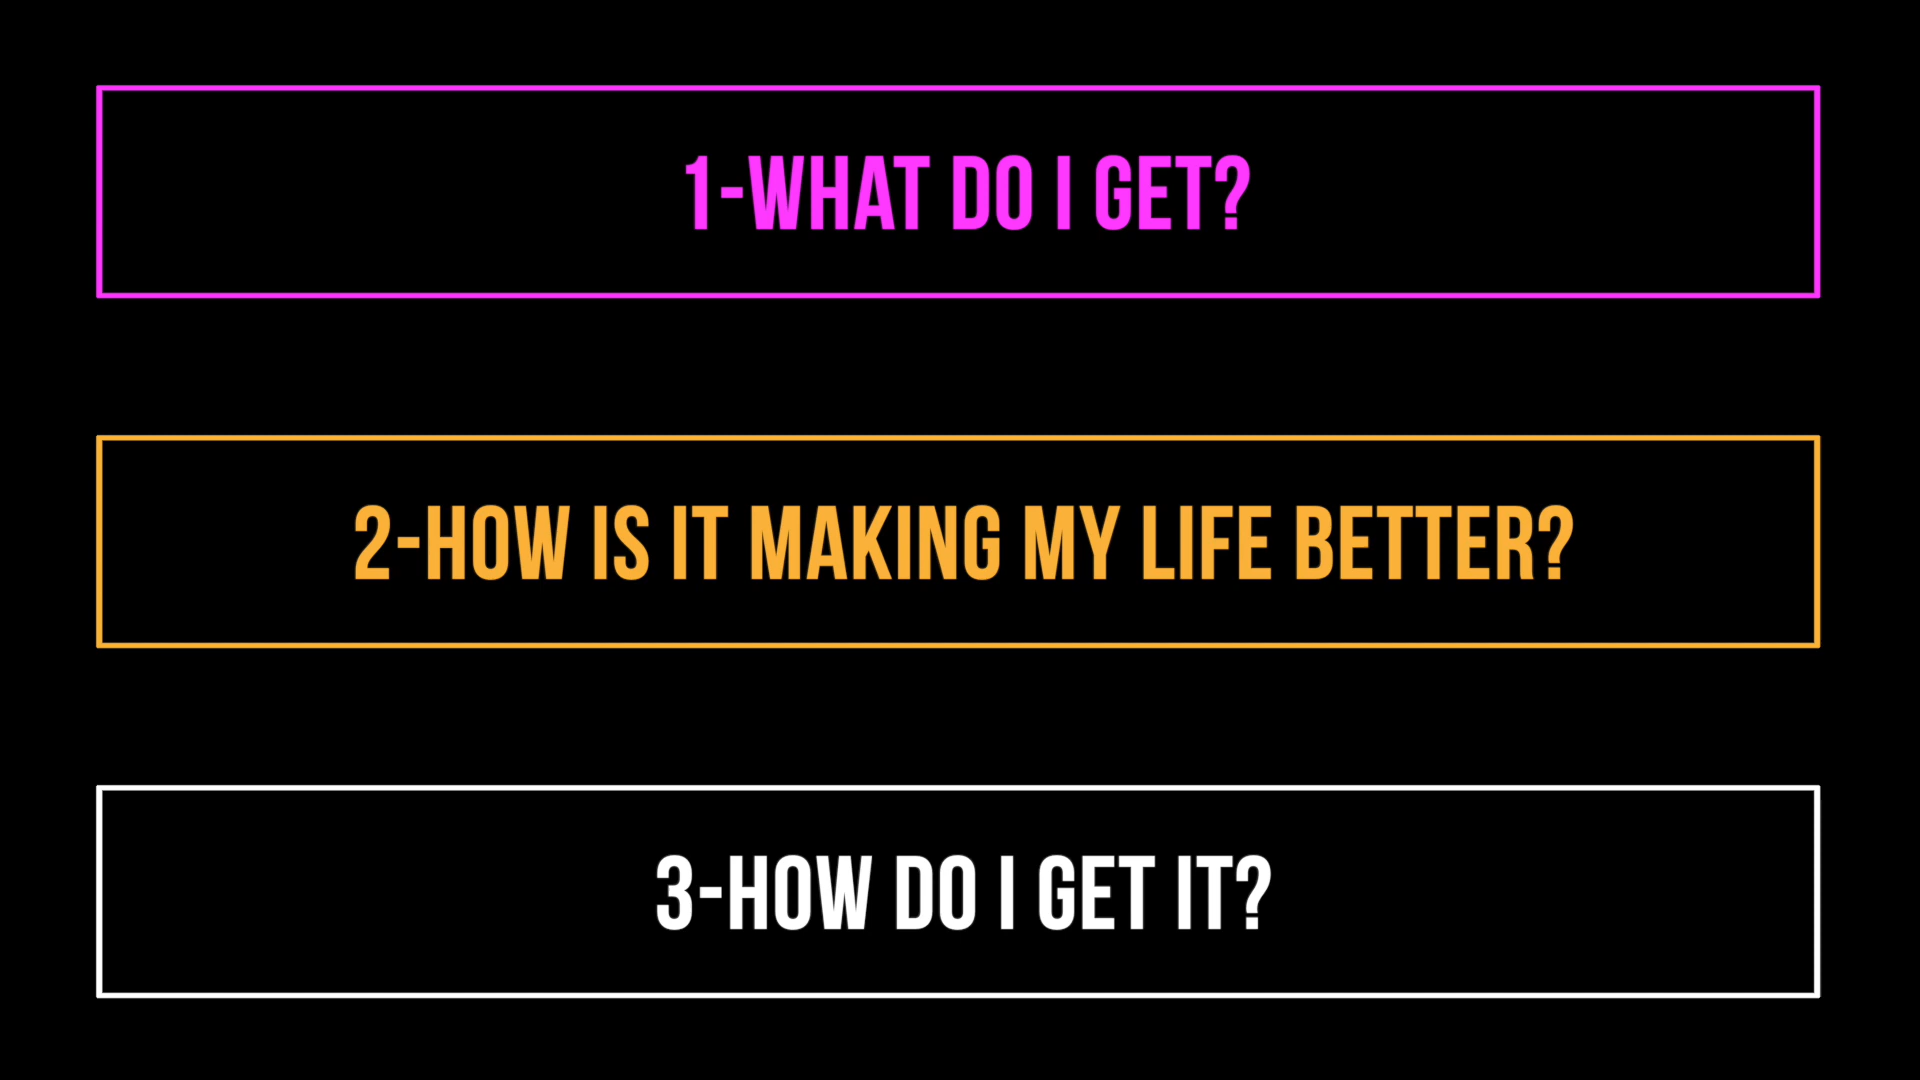 1-WHAT DO I GET?
2-HOW IS IT MAKING MY LIFE BETTER?
3-HOW DO I GET IT?